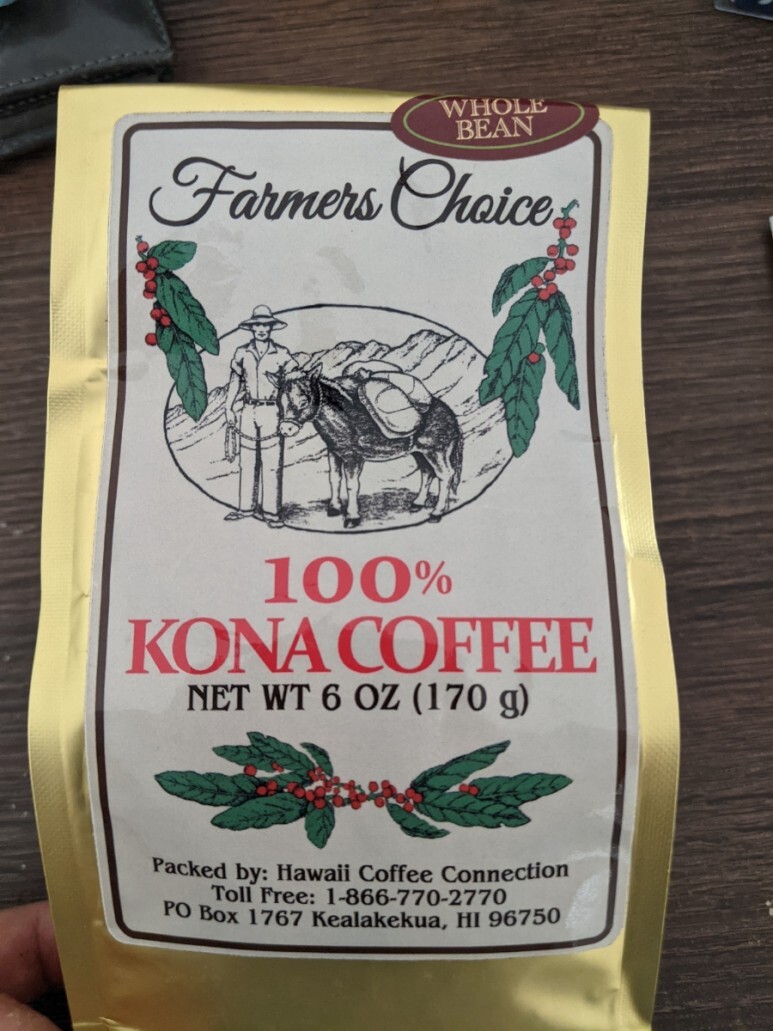 WHOLE
BEAN
Farmers Choice
100%
KONA COFFEE
NET WT 6 OZ (170 g)
Packed by: Hawaii Coffee Connection
Toll Free: 1-866-770-2770
PO Box 1767 Kealakekua, HI 96750